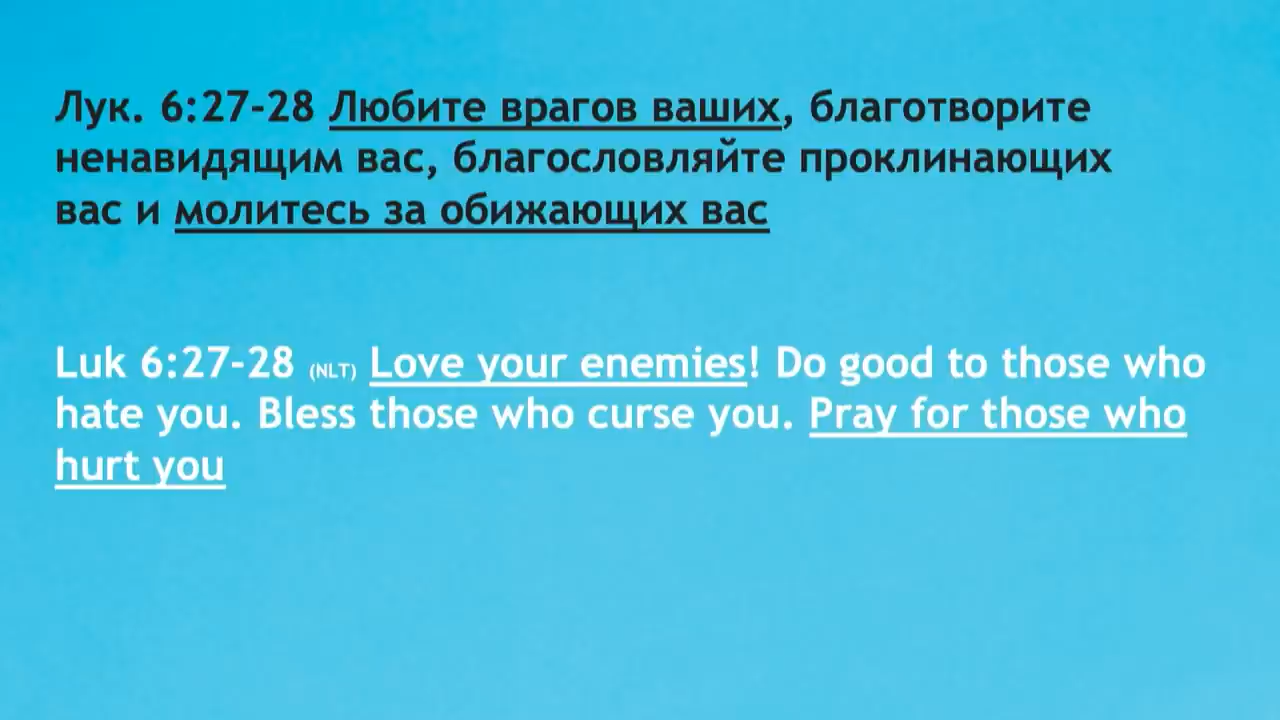 Лук. 6:27-28 Любите врагов ваших, благотворите
ненавидящим вас, благословляйте проклинающих
вас и молитесь за обижающих вас
Luk 6:27-28 (NLT) Love your enemies! Do good to those who
hate you. Bless those who curse you. Pray for those who
hurt you